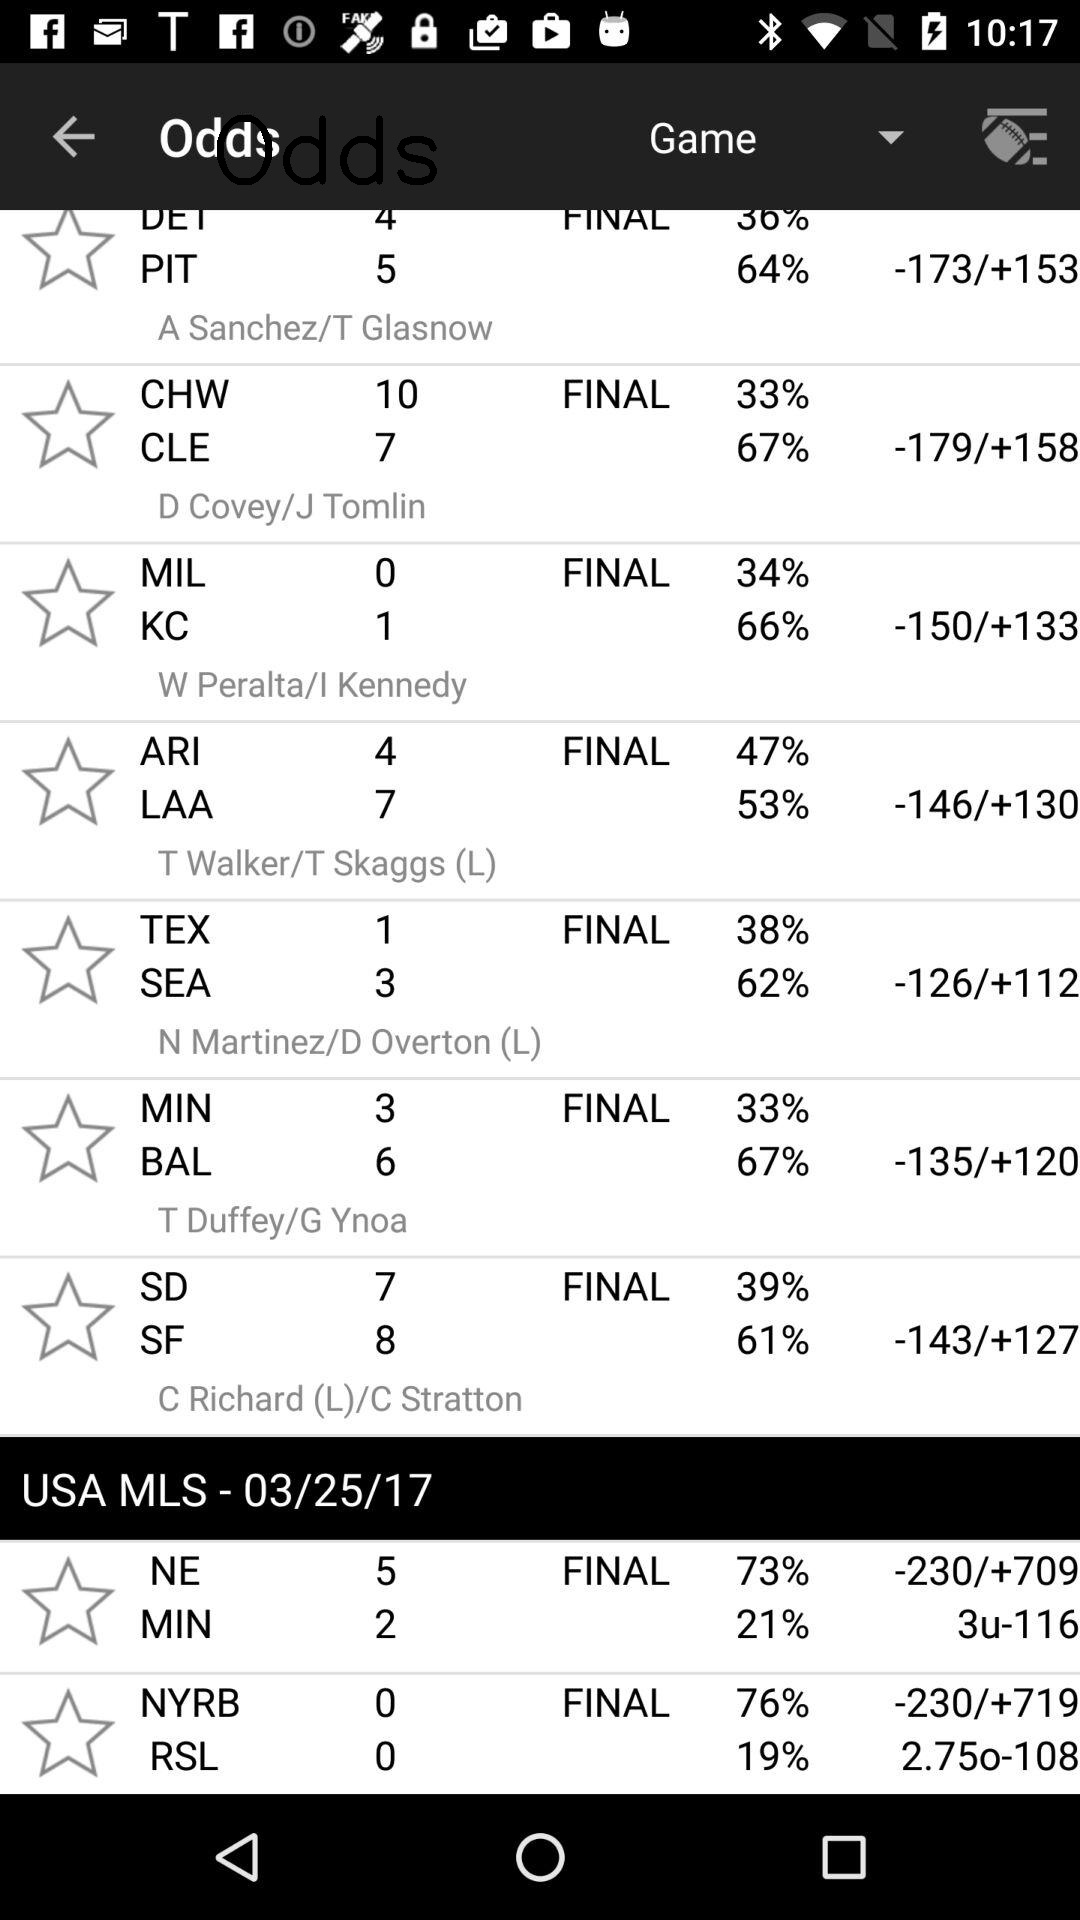 FAKE 10:17
Odds Odds Game
DET 4 FINAL 36%
PIT 5 64% -173/+153
A Sanchez/T Glasnow
CHW 10 FINAL 33%
CLE 7 67% -179/+158
D Covey/J Tomlin
MIL 0 FINAL 34%
KC 1 66% -150/+133
W Peralta/I Kennedy
ARI 4 FINAL 47%
LAA 7 53% -146/+130
T Walker/T Skaggs (L)
TEX 1 FINAL 38%
SEA 3 62% -126/+112
N Martinez/D Overton (L)
MIN 3 FINAL 33%
BAL 6 67% -135/+120
T Duffey/G Ynoa
SD 7 FINAL 39%
SF 8 61% -143/+127
C Richard (L)/C Stratton
USA MLS - 03/25/17
NE 5 FINAL 73% -230/+709
MIN 2 21% 3u-116
NYRB 0 FINAL 76% -230/+719
RSL 0 19% 2.75o-108